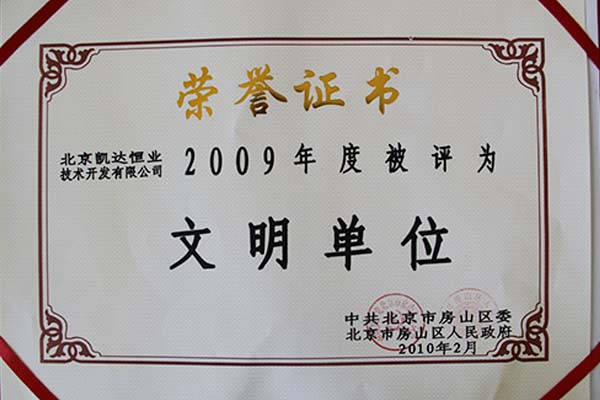 荣誉证书
北京凯达恒业
技术开发有限公司
2009年度被评为
文明单位
中共北京市房山区委
北京市房山区人民政府
2010年2月